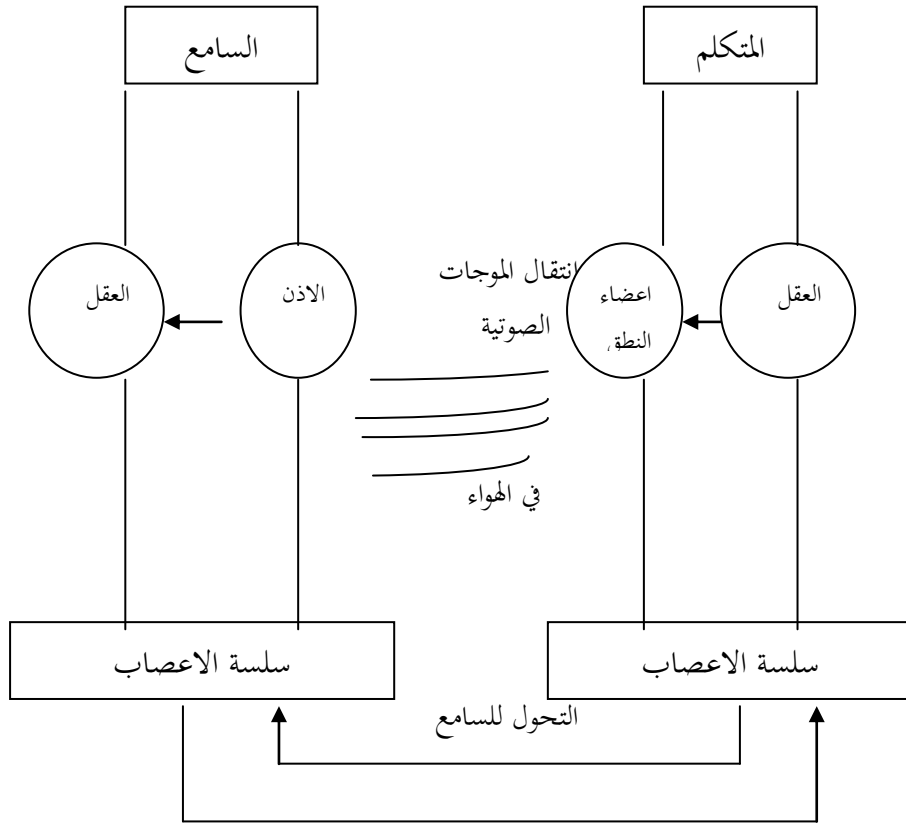 المتكلم
السامع
العقل
اعضاء
النطق
انتقال الموجات
الصوتية
في الهواء
الاذن
العقل
سلسة الاعصاب
سلسة الاعصاب
التحول للسامع